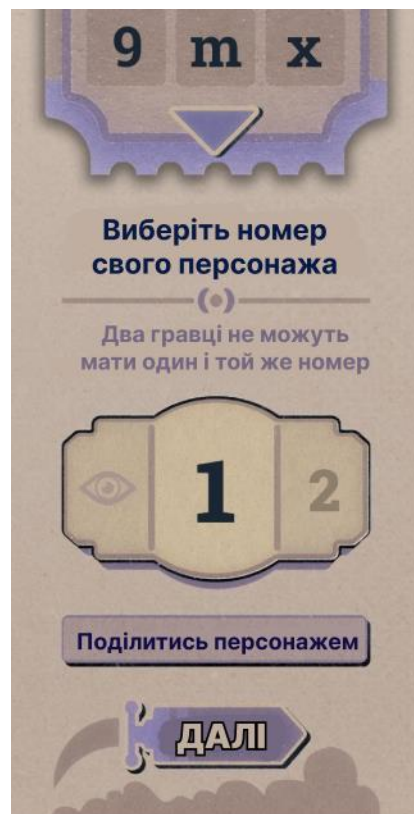 9 m x
Виберіть номер
свого персонажа
Два гравці не можуть
мати один і той же номер
1 2
Поділитись персонажем
ДАЛІ